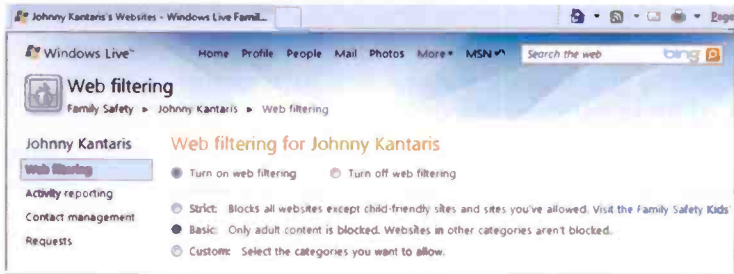 Johnny Kantaris's Websites - Windows Live Famil...
Page
Windows Live™
Home Profile People Mail Photos More MSN
Search the web
bing
Web filtering
Family Safety ▸ Johnny Kantaris ▸ Web filtering
Johnny Kantaris
Web filtering
Activity reporting
Contact management
Requests
Web filtering for Johnny Kantaris
Turn on web filtering Turn off web filtering
Strict: Blocks all websites except child-friendly sites and sites you've allowed. Visit the Family Safety Kids'
Basic: Only adult content is blocked. Websites in other categories aren't blocked.
Custom: Select the categories you want to allow.